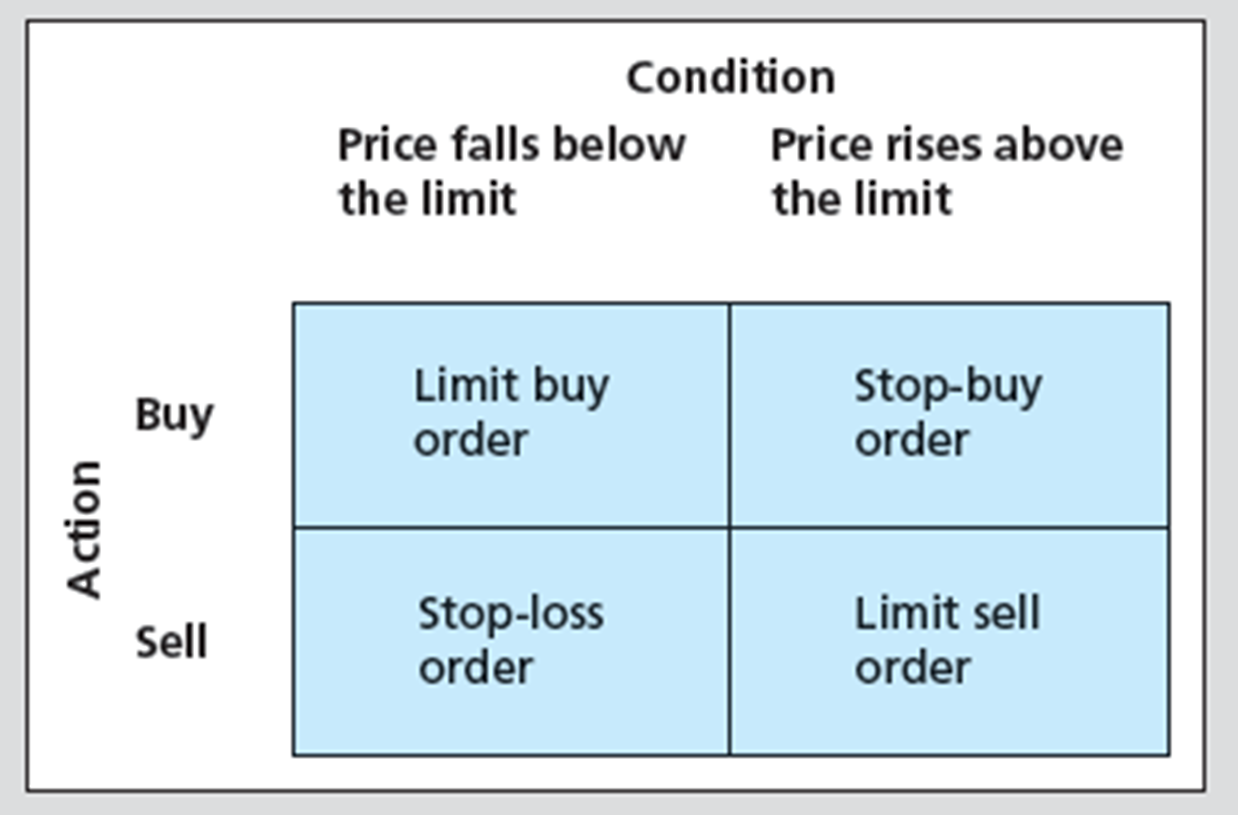 Condition
Price falls below
the limit
Price rises above
the limit
Action
Buy
Limit buy
order
Stop-buy
order
Sell
Stop-loss
order
Limit sell
order